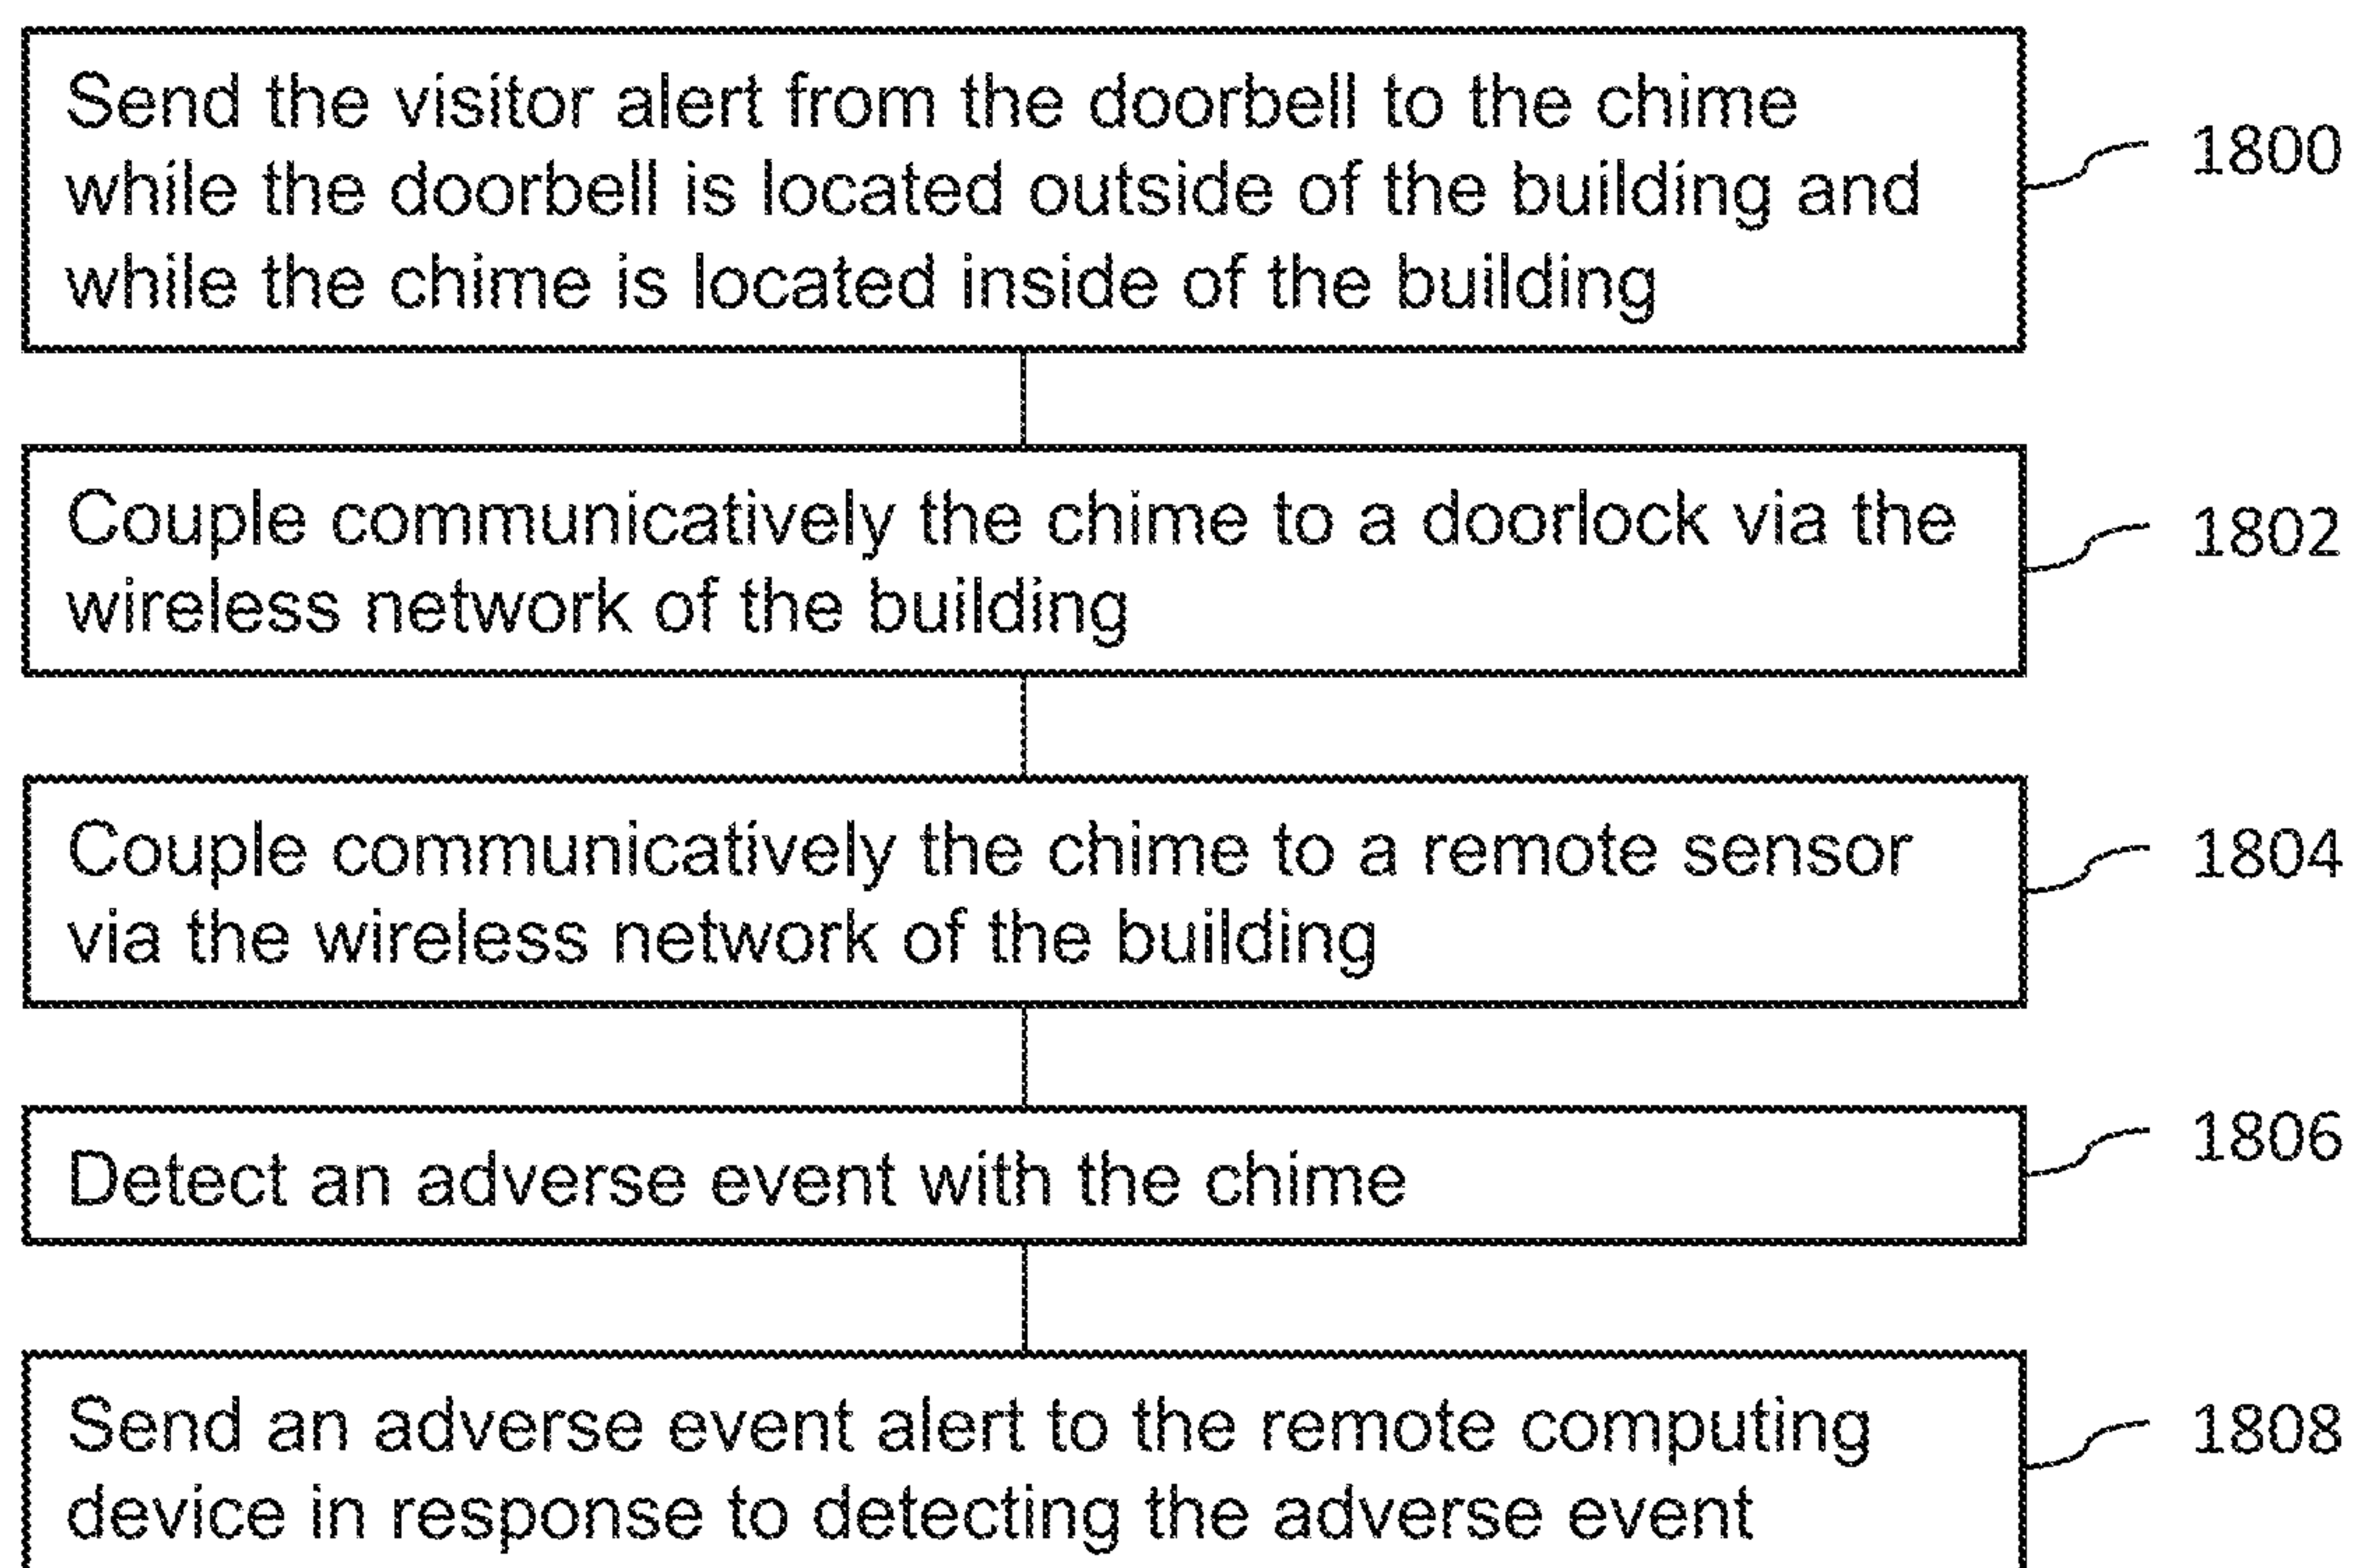 Send the visitor alert from the doorbell to the chime
while the doorbell is located outside of the building and
while the chime is located inside of the building
1800
Couple communicatively the chime to a doorlock via the
wireless network of the building
1802
Couple communicatively the chime to a remote sensor
via the wireless network of the building
1804
Detect an adverse event with the chime
1806
Send an adverse event alert to the remote computing
device in response to detecting the adverse event
1808